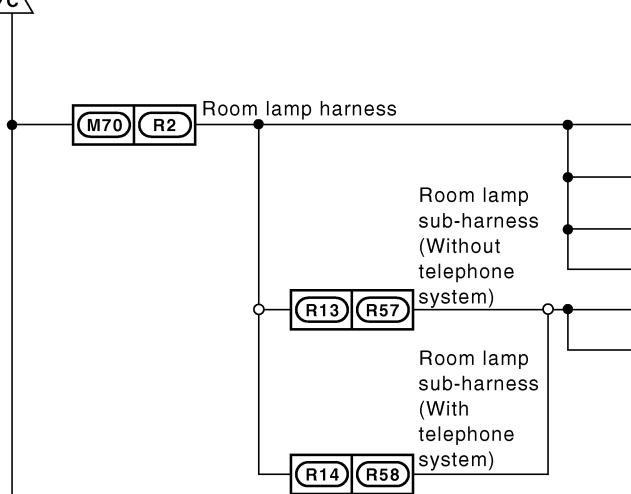 C
M70 R2 Room lamp harness
Room lamp
sub-harness
(Without
telephone
system)
R13 R57
Room lamp
sub-harness
(With
telephone
system)
R14 R58